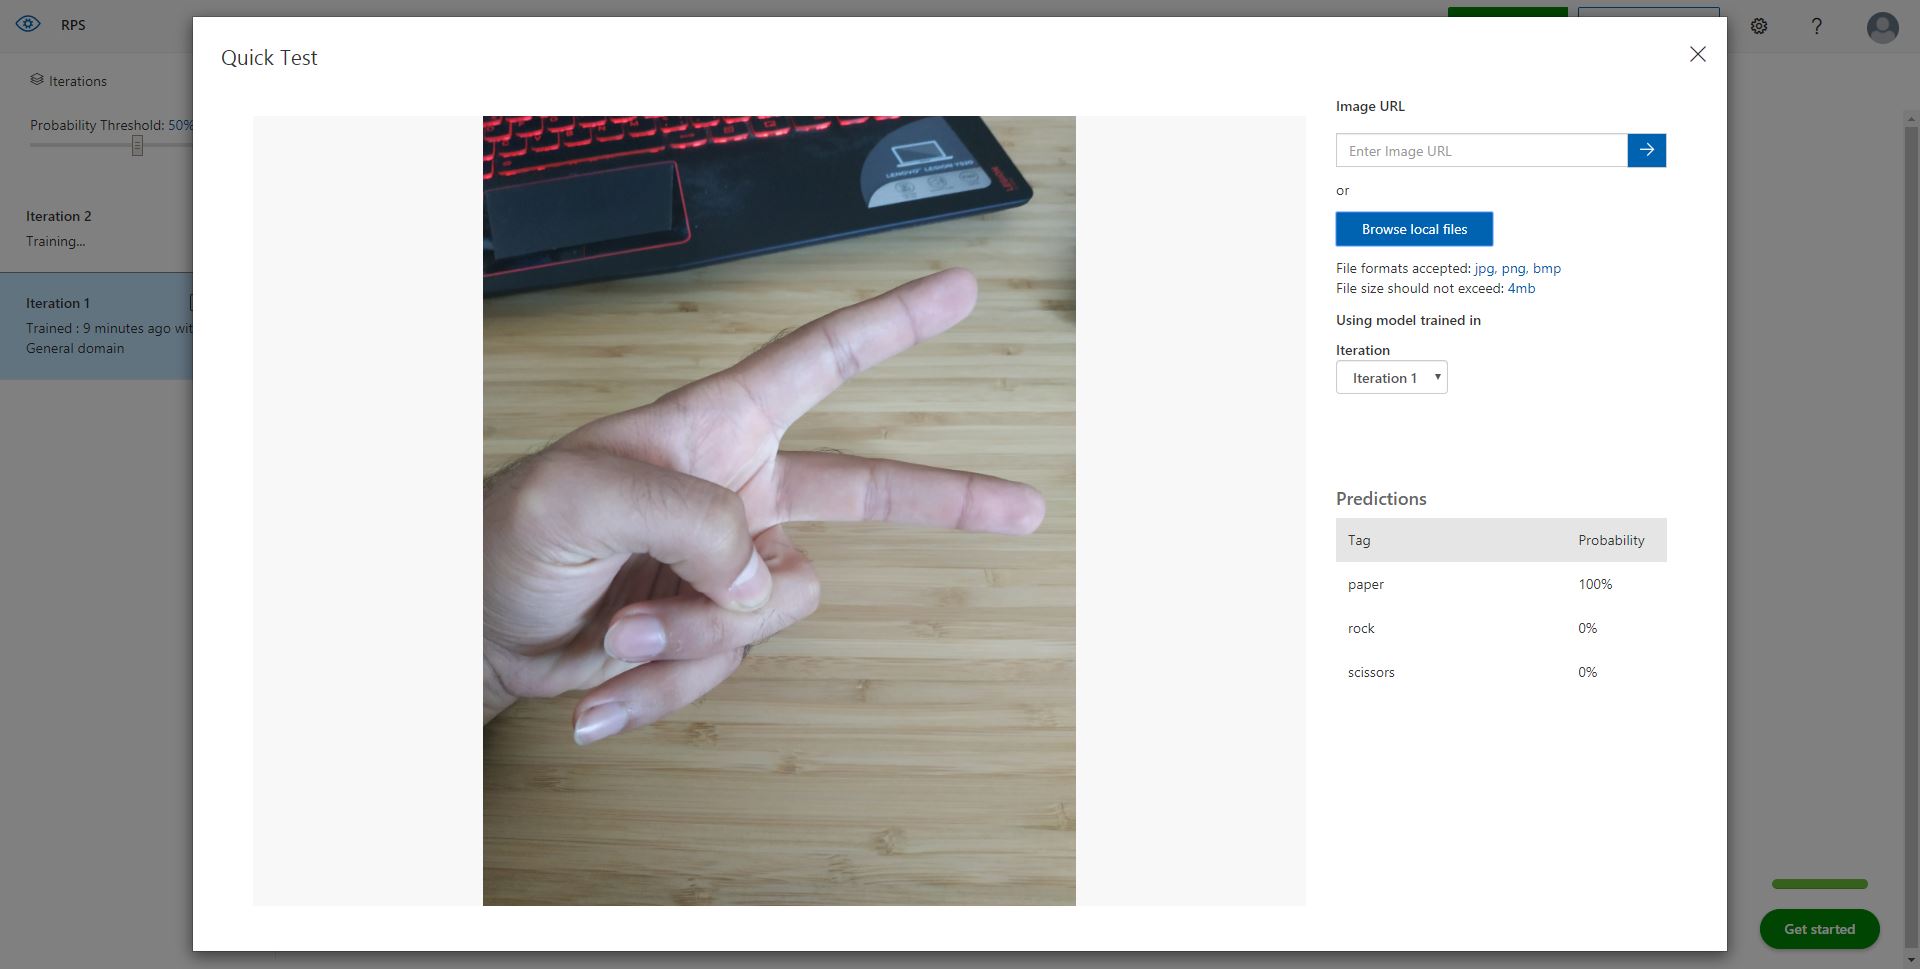 RPS
Iterations
Probability Threshold: 50%
Iteration 2
Training...
Iteration 1
Trained : 9 minutes ago wit
General domain
Quick Test
LENOVO LEGION Y520
LEGION
Image URL
Enter Image URL
or
Browse local files
File formats accepted: jpg, png, bmp
File size should not exceed: 4mb
Using model trained in
Iteration
Iteration 1
Predictions
Tag Probability
paper 100%
rock 0%
scissors 0%
Get started